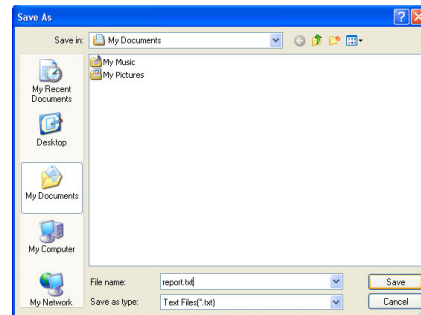 Save As
Save in: My Documents
My Music
My Pictures
My Recent
Documents
Desktop
My Documents
My Computer
My Network
File name: report.txt
Save
Save as type: Text Files(*.txt)
Cancel